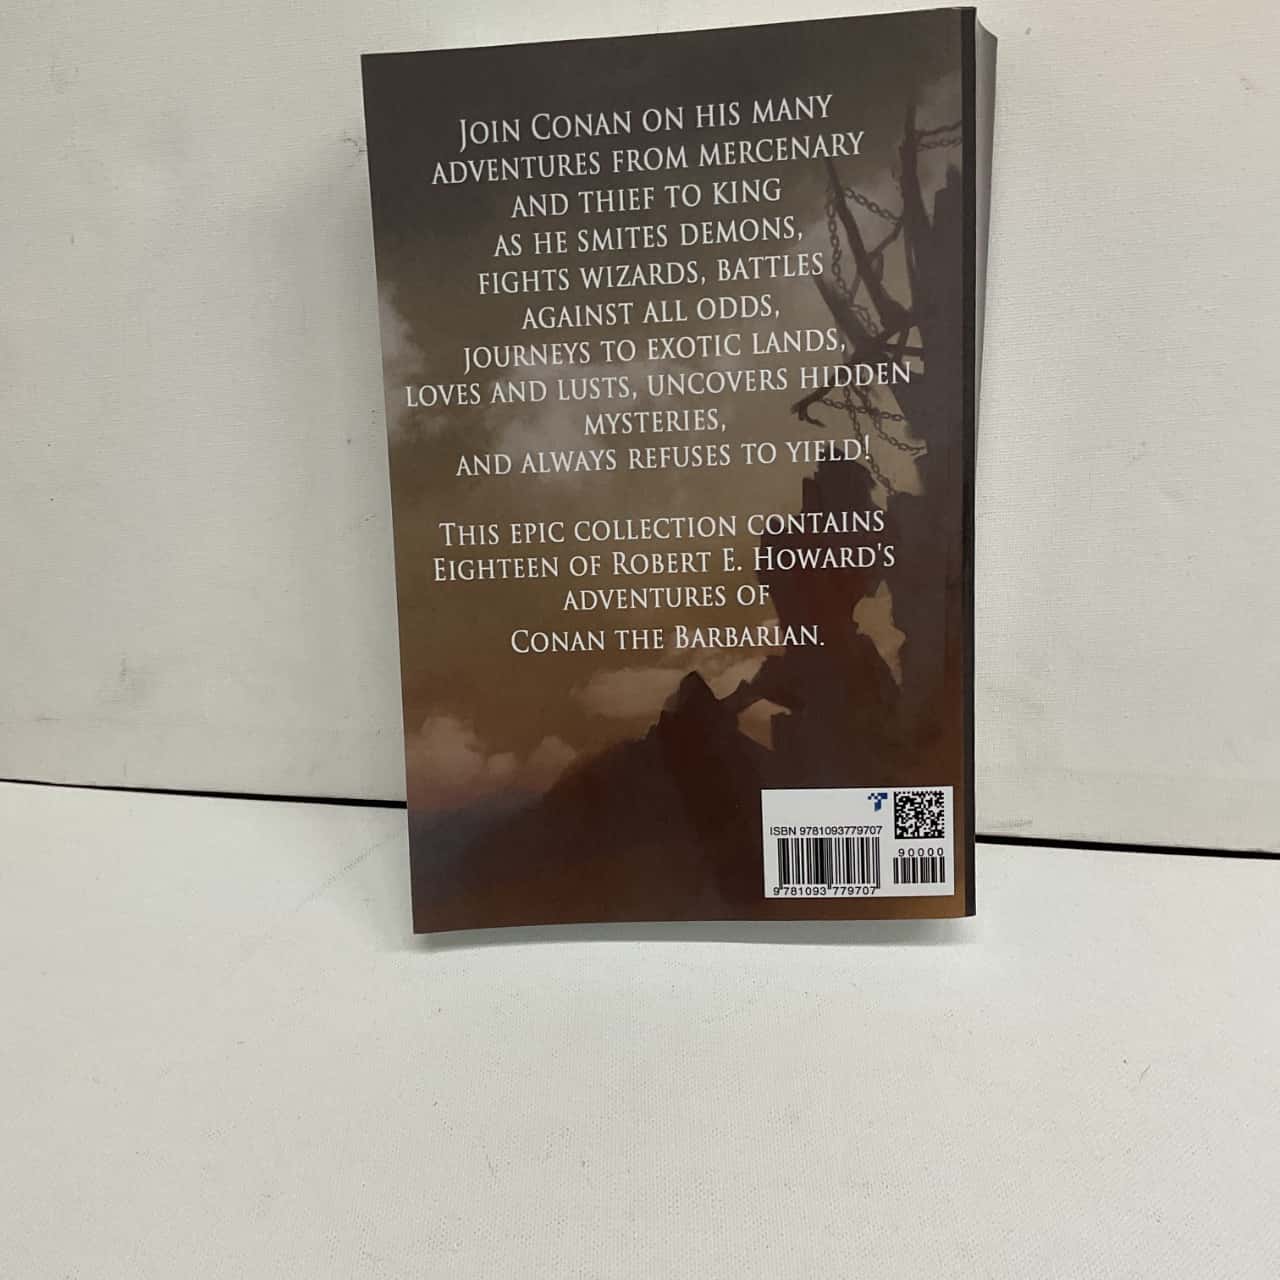 JOIN CONAN ON HIS MANY
ADVENTURES FROM MERCENARY
AND THIEF TO KING
AS HE SMITES DEMONS,
FIGHTS WIZARDS, BATTLES
AGAINST ALL ODDS,
JOURNEYS TO EXOTIC LANDS,
LOVES AND LUSTS, UNCOVERS HIDDEN
MYSTERIES,
AND ALWAYS REFUSES TO YIELD!
THIS EPIC COLLECTION CONTAINS
EIGHTEEN OF ROBERT E. HOWARD'S
ADVENTURES OF
CONAN THE BARBARIAN.
ISBN 9781093779707
90000
9 781093 779707